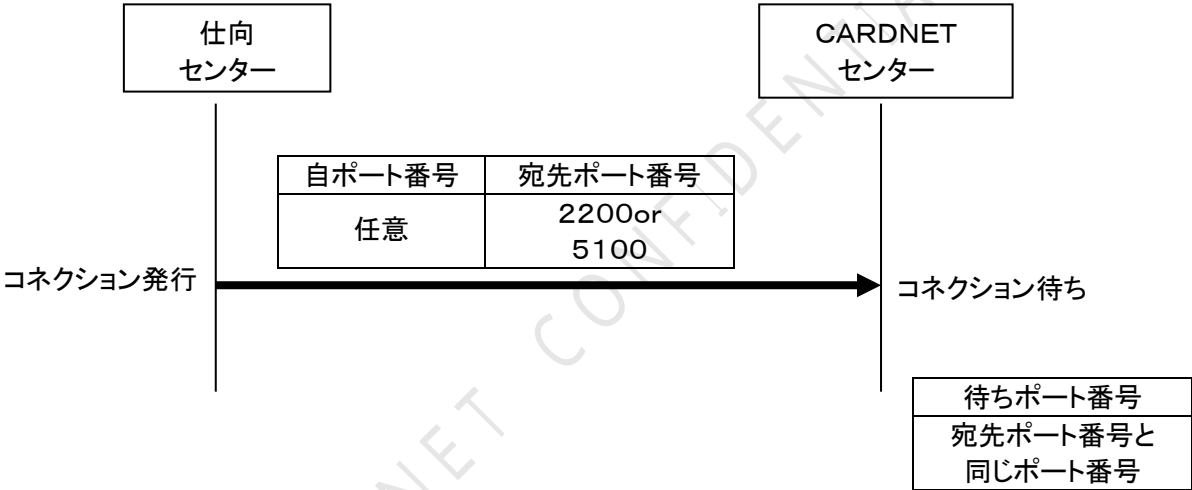 仕向
センター
CARDNET
センター
自ポート番号 宛先ポート番号
任意
2200or
5100
コネクション発行
コネクション待ち
待ちポート番号
宛先ポート番号と
同じポート番号
NET CONFIDENTIA